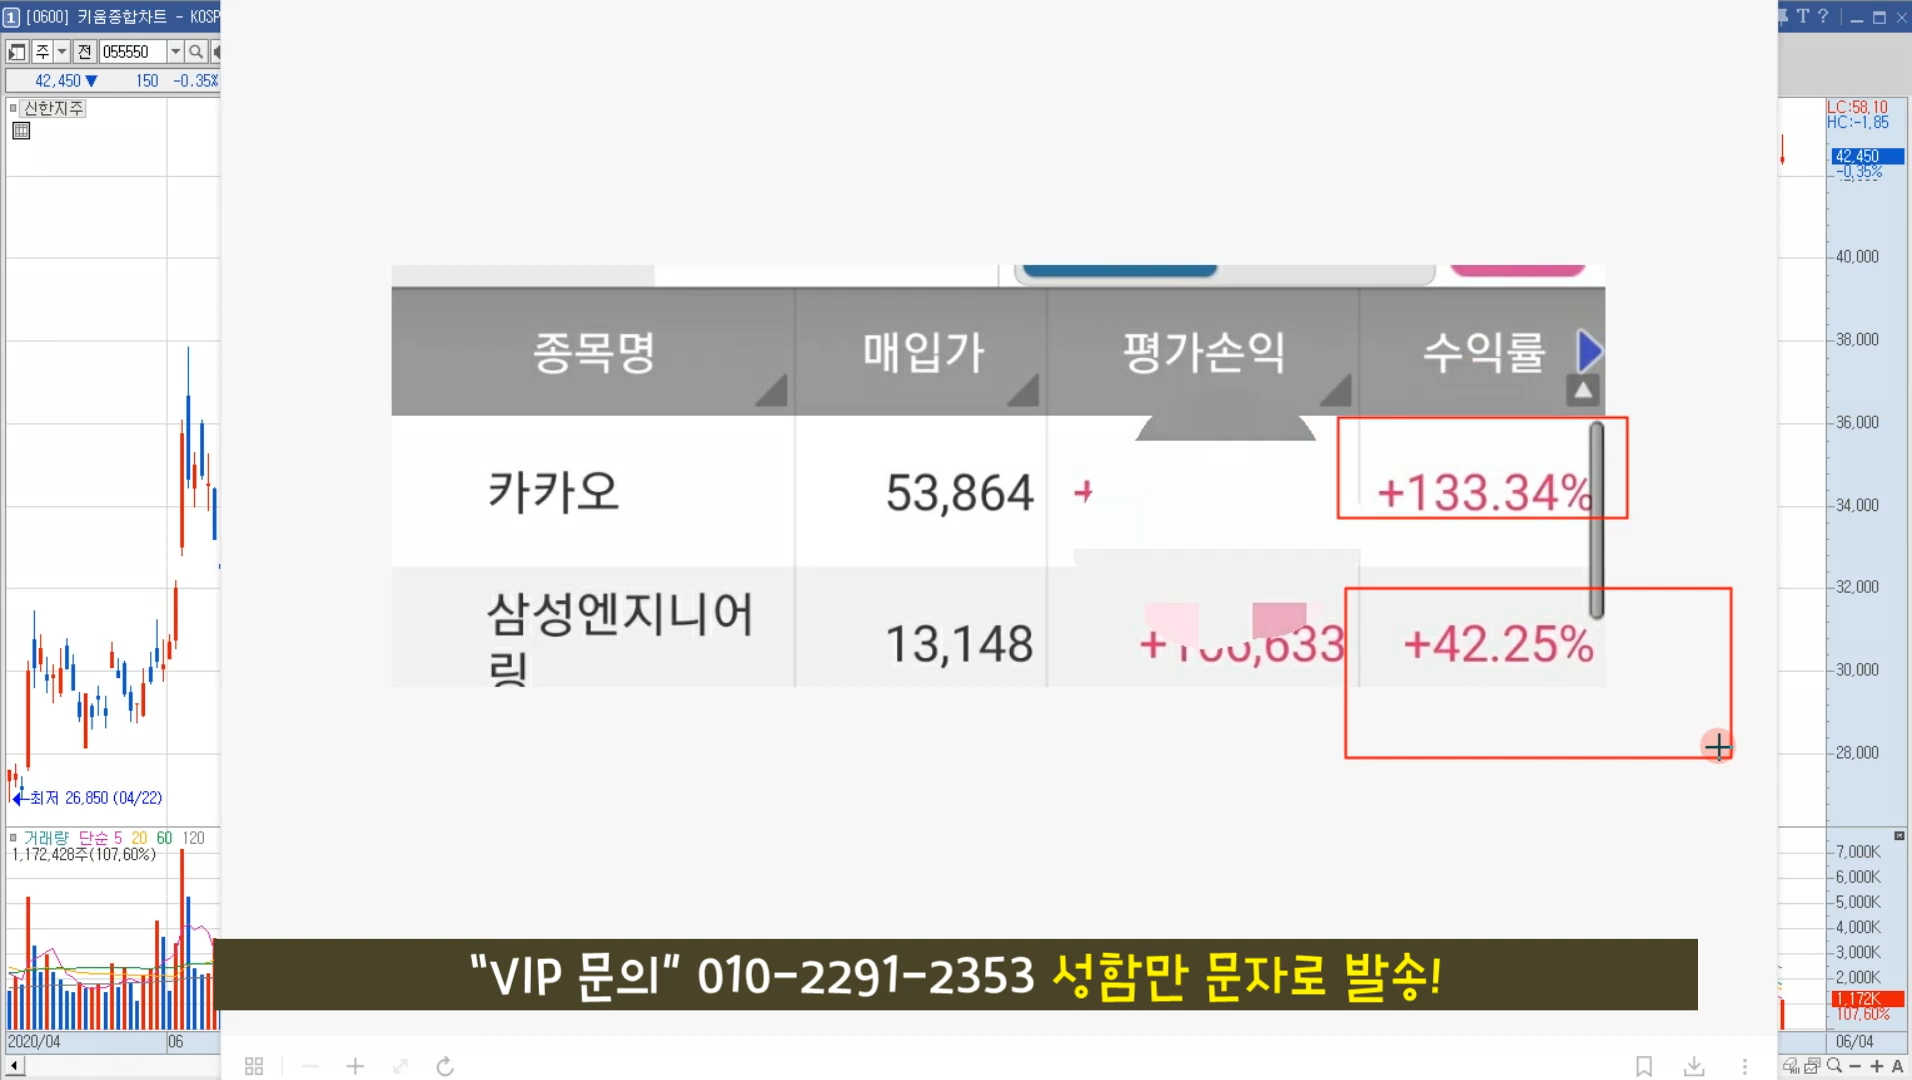 1 [0600] 키움종합차트 - KOSP
T ?
주 전 055550
42,450 ▼ 150 -0.35%
신한지주
LC:58,10
HC:-1,85
42,450
-0.35%
40,000
38,000
36,000
34,000
32,000
30,000
28,000
종목명 매입가 평가손익 수익률
카카오 53,864 + +133.34%
삼성엔지니어링 13,148 ,633 +42.25%
최저 26,850 (04/22)
거래량 단순 5 20 60 120
1,172,428주(107,60%)
7,000K
6,000K
5,000K
4,000K
3,000K
2,000K
1,172K
107,60%
"VIP 문의" 010-2291-2353 성함만 문자로 발송!
2020/04 06 06/04
A